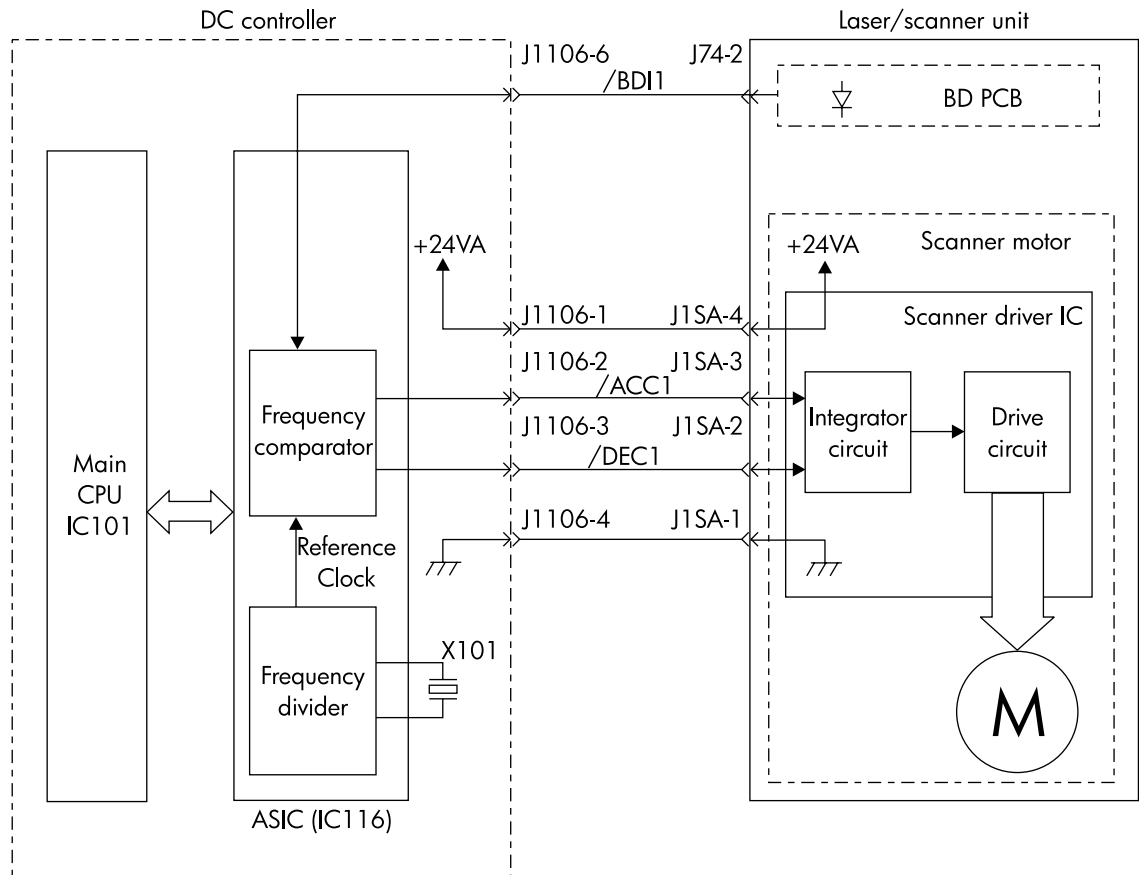 DC controller
Laser/scanner unit
J1106-6
J74-2
/BDI1
BD PCB
+24VA
+24VA
Scanner motor
J1106-1
J1SA-4
Scanner driver IC
J1106-2
J1SA-3
/ACC1
Frequency
comparator
Integrator
circuit
Drive
circuit
J1106-3
J1SA-2
/DEC1
Main
CPU
IC101
J1106-4
J1SA-1
Reference
Clock
X101
Frequency
divider
M
ASIC (IC116)